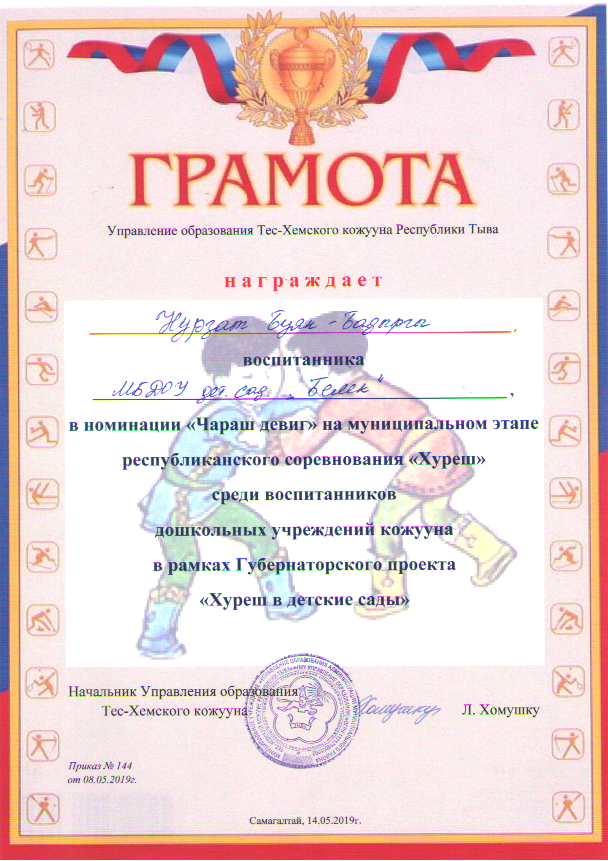 ГРАМОТА
Управление образования Тес-Хемского кожууна Республики Тыва
награждает
Нурзат Буян-Бадыргы,
воспитанника
МБДОУ дет. сад „Белек",
в номинации «Чараш девиг» на муниципальном этапе
республиканского соревнования «Хуреш»
среди воспитанников
дошкольных учреждений кожууна
в рамках Губернаторского проекта
«Хуреш в детские сады»
Начальник Управления образования
Тес-Хемского кожууна
Л. Хомушку
Приказ № 144
от 08.05.2019г.
Самагалтай, 14.05.2019г.